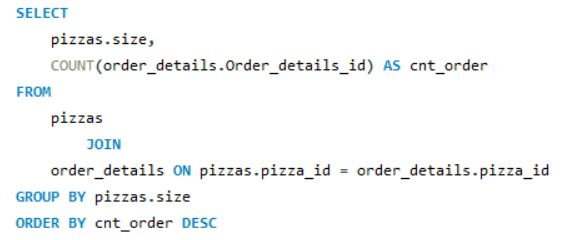 SELECT
pizzas.size,
COUNT(order_details.Order_details_id) AS cnt_order
FROM
pizzas
JOIN
order_details ON pizzas.pizza_id = order_details.pizza_id
GROUP BY pizzas.size
ORDER BY cnt_order DESC